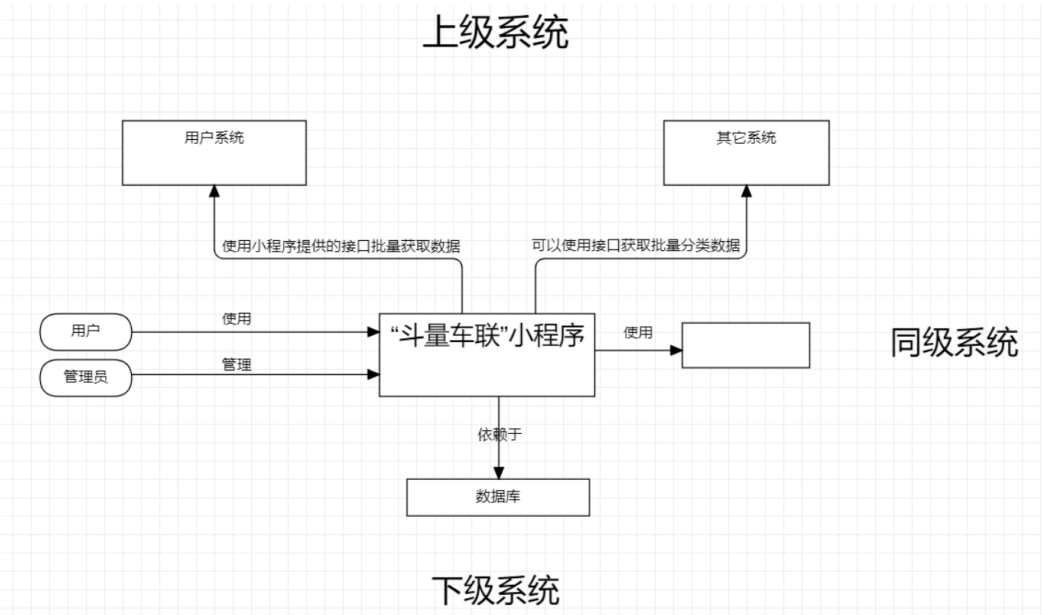 上级系统
用户系统
其它系统
使用小程序提供的接口批量获取数据
可以使用接口获取批量分类数据
用户
使用
“斗量车联”小程序
使用
同级系统
管理员
管理
依赖于
数据库
下级系统